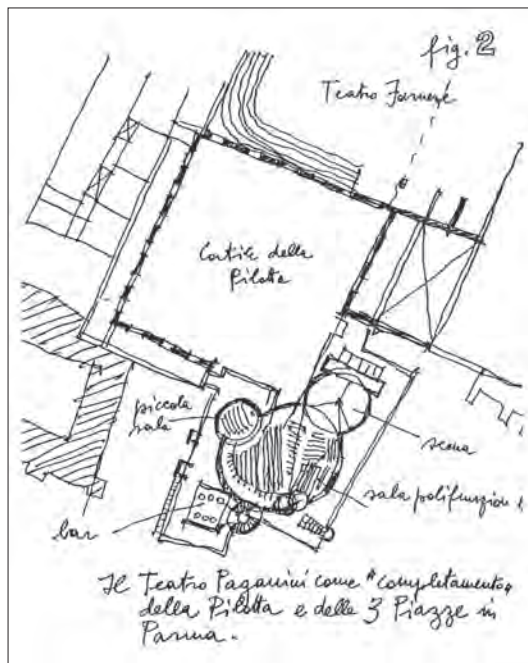 fig. 2
Teatro Farnese
Cortile della
Pilotta
piccola
sala
scena
sala polifunzion
bar
Il Teatro Paganini come "completamento"
della Pilotta e delle 3 Piazze in
Parma.